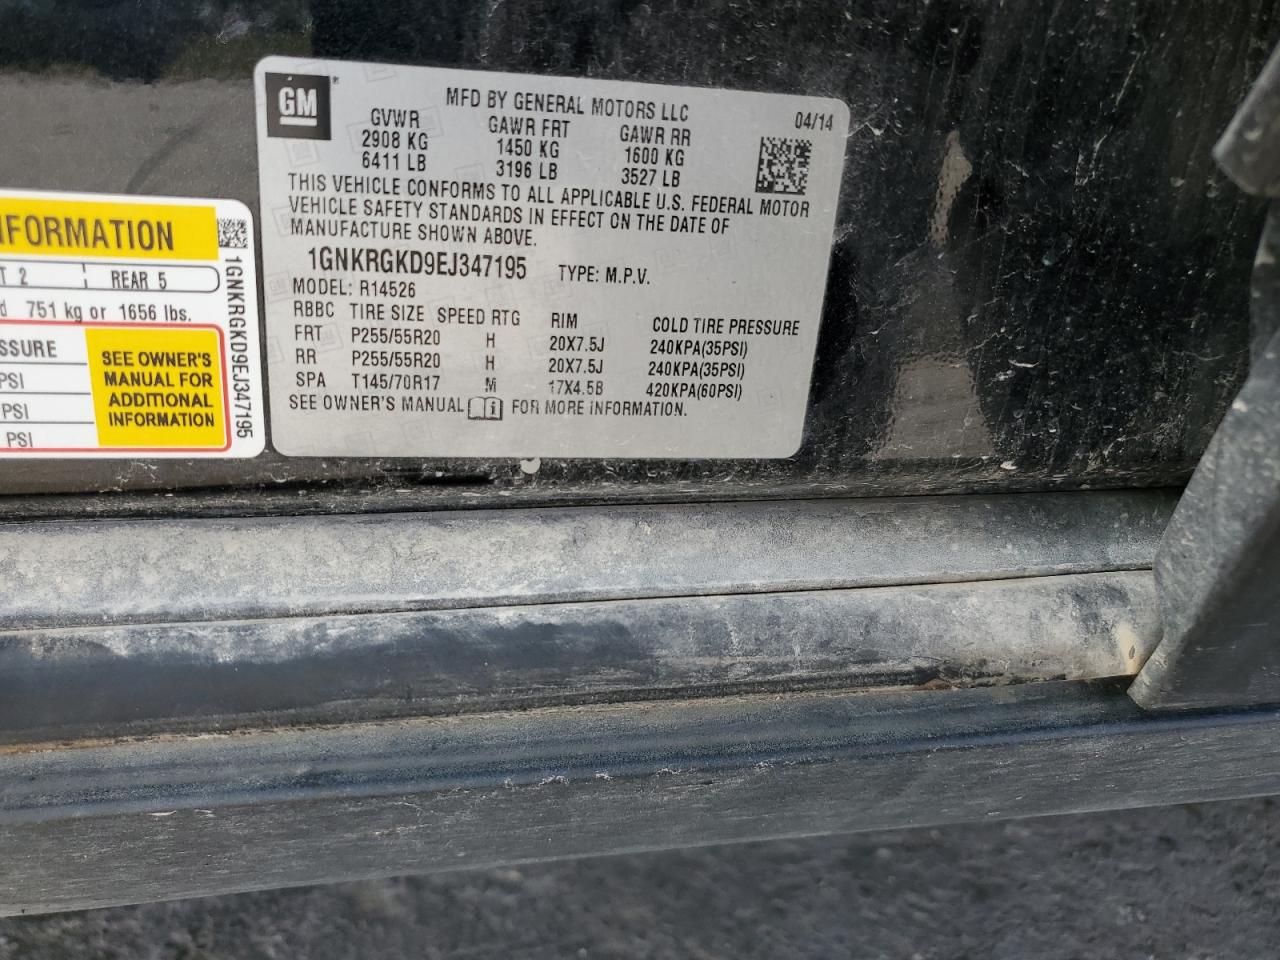 GM
MFD BY GENERAL MOTORS LLC
04/14
GVWR GAWR FRT GAWR RR
2908 KG 1450 KG 1600 KG
6411 LB 3196 LB 3527 LB
THIS VEHICLE CONFORMS TO ALL APPLICABLE U.S. FEDERAL MOTOR
VEHICLE SAFETY STANDARDS IN EFFECT ON THE DATE OF
MANUFACTURE SHOWN ABOVE.
1GNKRGKD9EJ347195 TYPE: M.P.V.
MODEL: R14526
RBBC TIRE SIZE SPEED RTG RIM COLD TIRE PRESSURE
FRT P255/55R20 H 20X7.5J 240KPA(35PSI)
RR P255/55R20 H 20X7.5J 240KPA(35PSI)
SPA T145/70R17 M 17X4.5B 420KPA(60PSI)
SEE OWNER'S MANUAL FOR MORE INFORMATION.
INFORMATION
T 2 REAR 5
d 751 kg or 1656 lbs.
SSURE
PSI
PSI
PSI
SEE OWNER'S
MANUAL FOR
ADDITIONAL
INFORMATION
1GNKRGKD9EJ347195